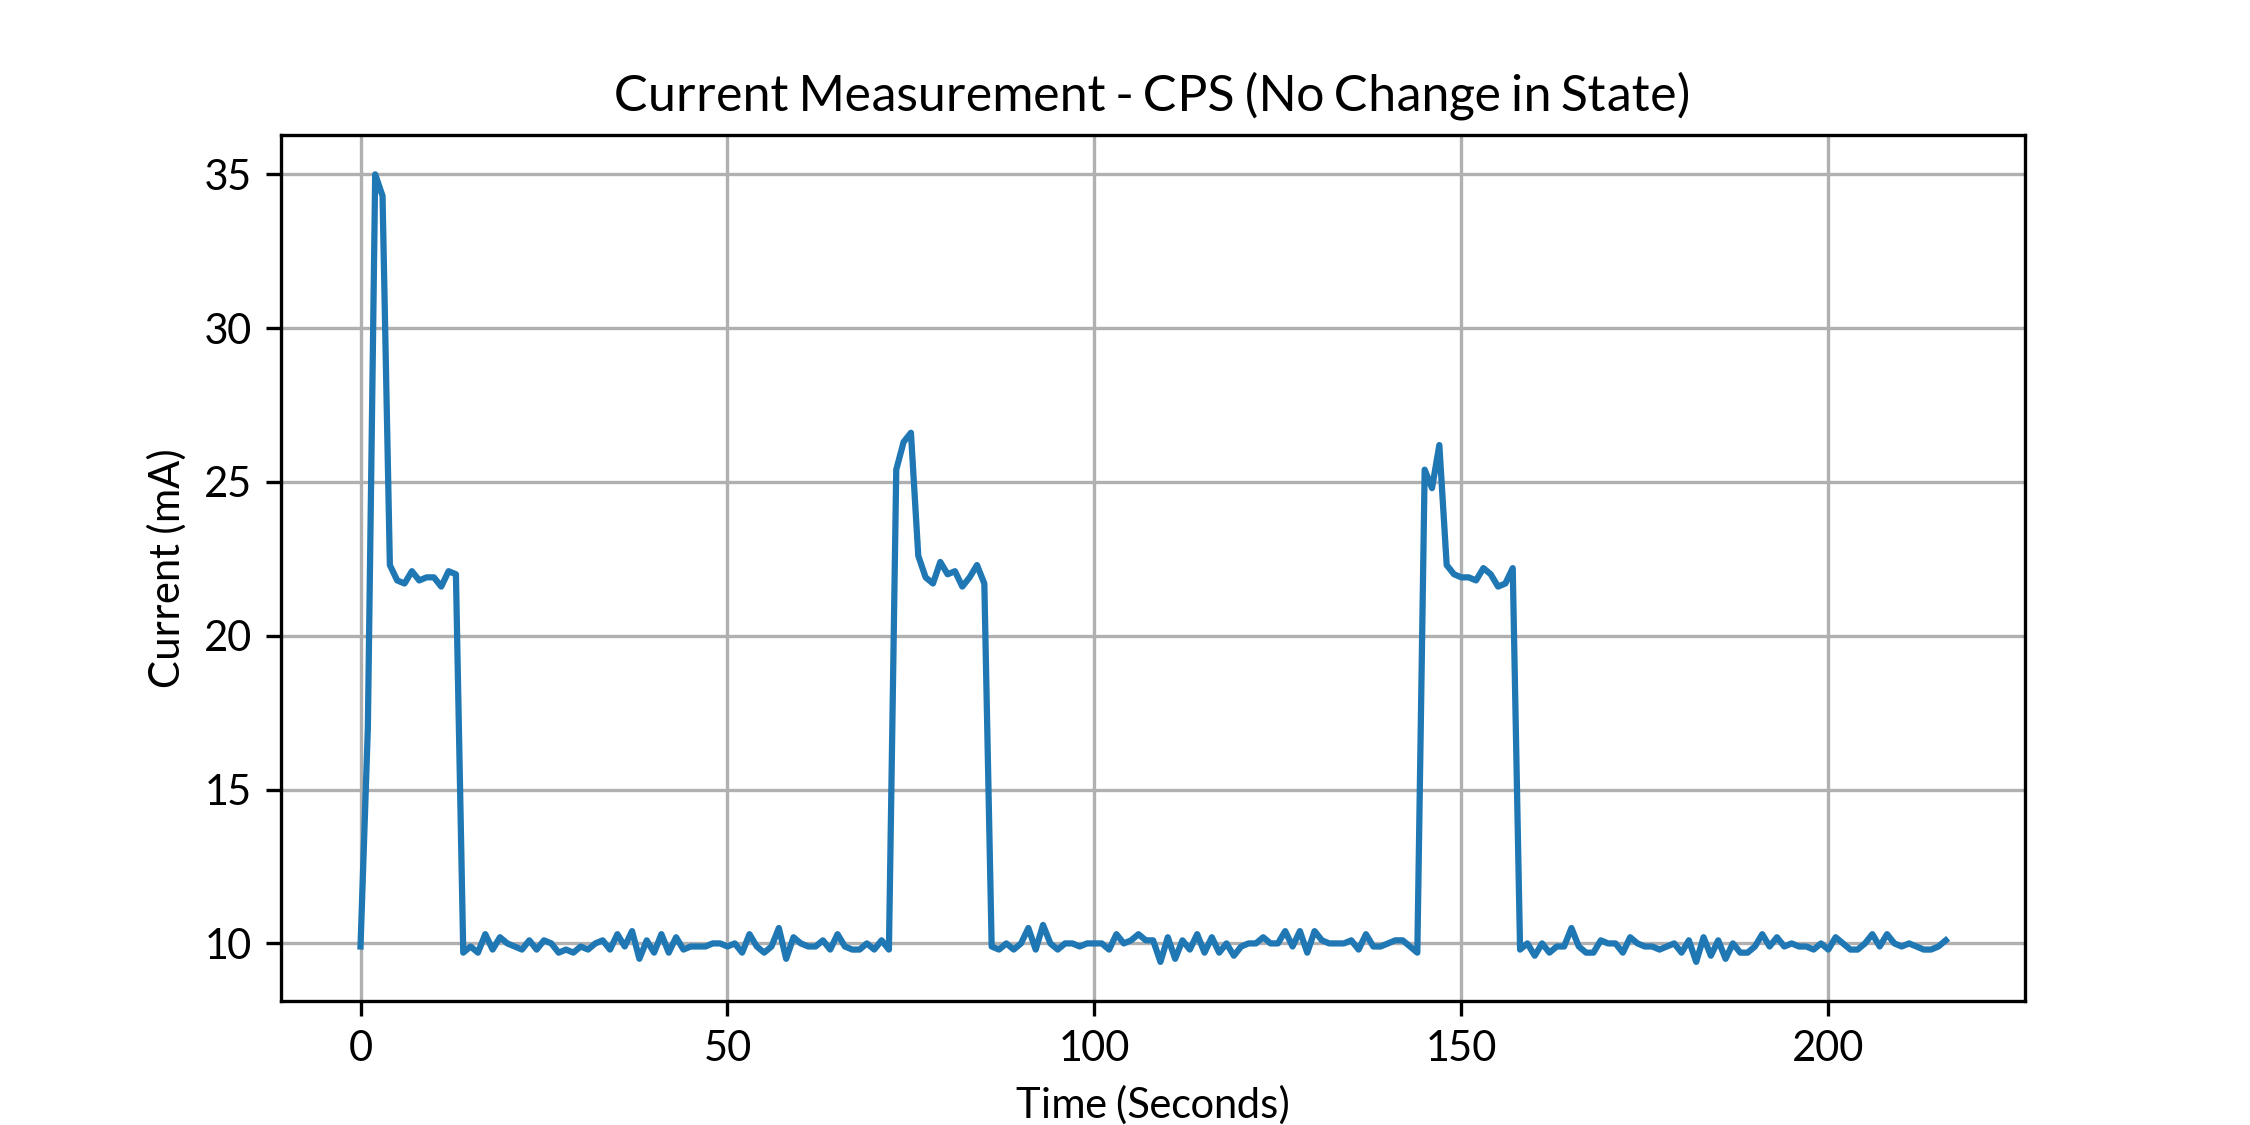 Current Measurement - CPS (No Change in State)
35
30
25
20
15
10
Current (mA)
0 50 100 150 200
Time (Seconds)